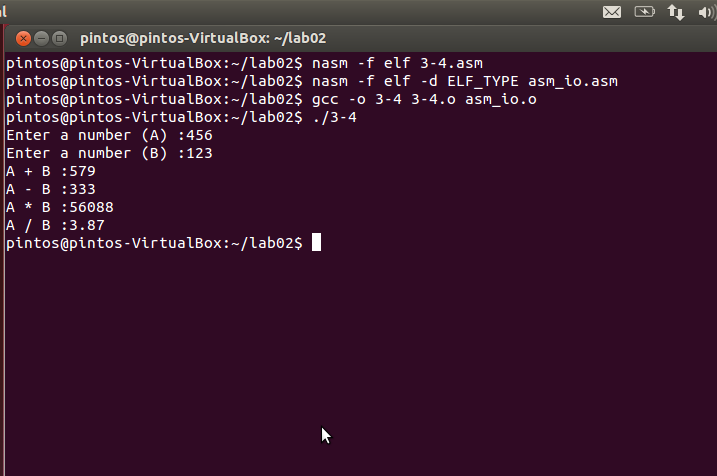 al
pintos@pintos-VirtualBox: ~/lab02
pintos@pintos-VirtualBox:~/lab02$ nasm -f elf 3-4.asm
pintos@pintos-VirtualBox:~/lab02$ nasm -f elf -d ELF_TYPE asm_io.asm
pintos@pintos-VirtualBox:~/lab02$ gcc -o 3-4 3-4.o asm_io.o
pintos@pintos-VirtualBox:~/lab02$ ./3-4
Enter a number (A) :456
Enter a number (B) :123
A + B :579
A - B :333
A * B :56088
A / B :3.87
pintos@pintos-VirtualBox:~/lab02$